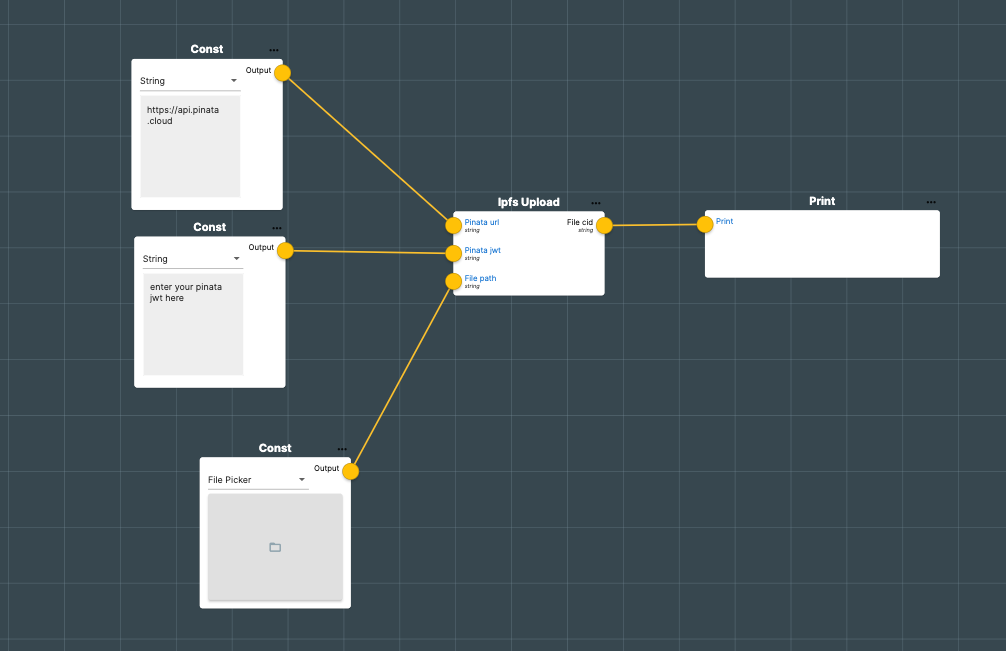 Const
...
Output
String
https://api.pinata
.cloud
Const
...
Output
String
enter your pinata
jwt here
Const
...
Output
File Picker
Ipfs Upload
...
Pinata url
string
Pinata jwt
string
File path
string
File cid
string
Print
...
Print